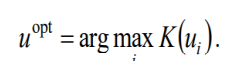 u^opt = arg max_i K(u_i).